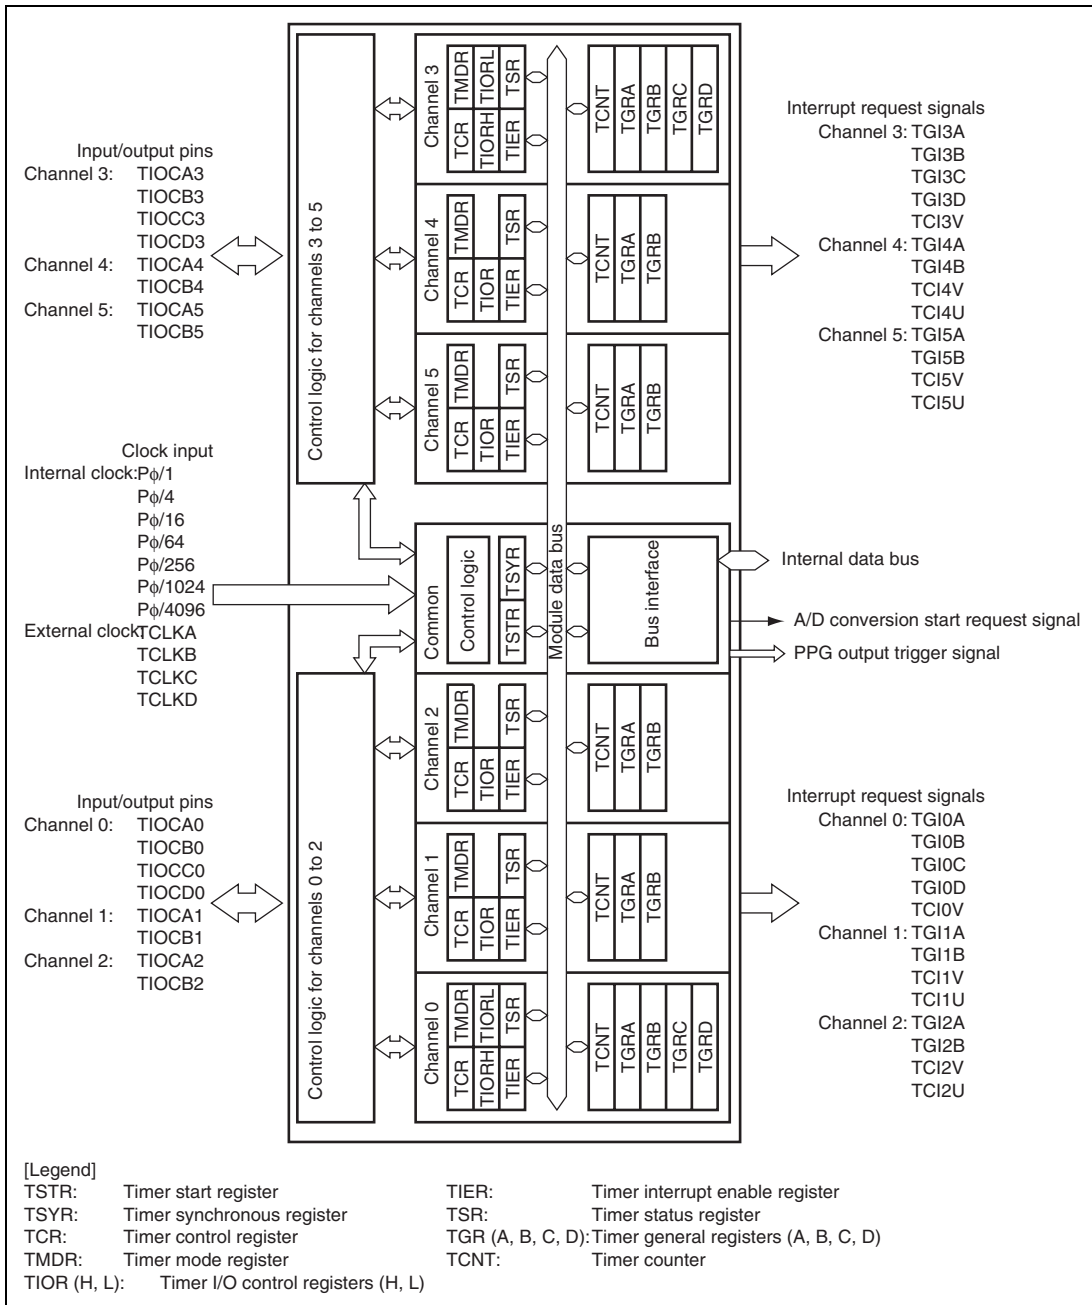 Input/output pins
Channel 3: TIOCA3
TIOCB3
TIOCC3
TIOCD3
Channel 4: TIOCA4
TIOCB4
Channel 5: TIOCA5
TIOCB5
Clock input
Internal clock: Pφ/1
Pφ/4
Pφ/16
Pφ/64
Pφ/256
Pφ/1024
Pφ/4096
External clock: TCLKA
TCLKB
TCLKC
TCLKD
Input/output pins
Channel 0: TIOCA0
TIOCB0
TIOCC0
TIOCD0
Channel 1: TIOCA1
TIOCB1
Channel 2: TIOCA2
TIOCB2
Control logic for channels 3 to 5
Control logic for channels 0 to 2
Channel 3
TCR TMDR
TIORH TIORL
TIER TSR
TCNT
TGRA
TGRB
TGRC
TGRD
Channel 4
TCR TMDR
TIOR
TIER TSR
TCNT
TGRA
TGRB
Channel 5
TCR TMDR
TIOR
TIER TSR
TCNT
TGRA
TGRB
Common
Control logic
TSTR TSYR
Module data bus
Bus interface
Channel 2
TCR TMDR
TIOR
TIER TSR
TCNT
TGRA
TGRB
Channel 1
TCR TMDR
TIOR
TIER TSR
TCNT
TGRA
TGRB
Channel 0
TCR TMDR
TIORH TIORL
TIER TSR
TCNT
TGRA
TGRB
TGRC
TGRD
Interrupt request signals
Channel 3: TGI3A
TGI3B
TGI3C
TGI3D
TCI3V
Channel 4: TGI4A
TGI4B
TCI4V
TCI4U
Channel 5: TGI5A
TGI5B
TCI5V
TCI5U
Internal data bus
A/D conversion start request signal
PPG output trigger signal
Interrupt request signals
Channel 0: TGI0A
TGI0B
TGI0C
TGI0D
TCI0V
Channel 1: TGI1A
TGI1B
TCI1V
TCI1U
Channel 2: TGI2A
TGI2B
TCI2V
TCI2U
[Legend]
TSTR: Timer start register
TSYR: Timer synchronous register
TCR: Timer control register
TMDR: Timer mode register
TIOR (H, L): Timer I/O control registers (H, L)
TIER: Timer interrupt enable register
TSR: Timer status register
TGR (A, B, C, D): Timer general registers (A, B, C, D)
TCNT: Timer counter